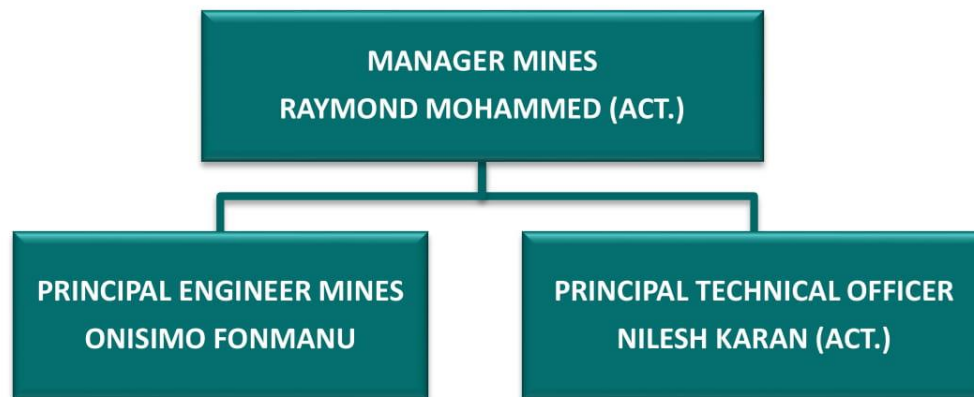 MANAGER MINES
RAYMOND MOHAMMED (ACT.)
PRINCIPAL ENGINEER MINES
ONISIMO FONMANU
PRINCIPAL TECHNICAL OFFICER
NILESH KARAN (ACT.)